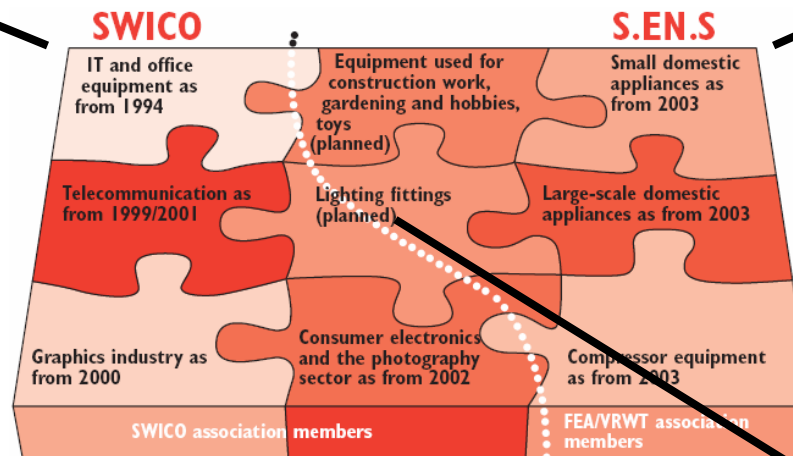 SWICO
S.EN.S
IT and office
equipment as
from 1994
Equipment used for
construction work,
gardening and hobbies,
toys
(planned)
Small domestic
appliances as
from 2003
Telecommunication as
from 1999/2001
Lighting fittings
(planned)
Large-scale domestic
appliances as from 2003
Graphics industry as
from 2000
Consumer electronics
and the photography
sector as from 2002
Compressor equipment
as from 2003
SWICO association members
FEA/VRWT association
members